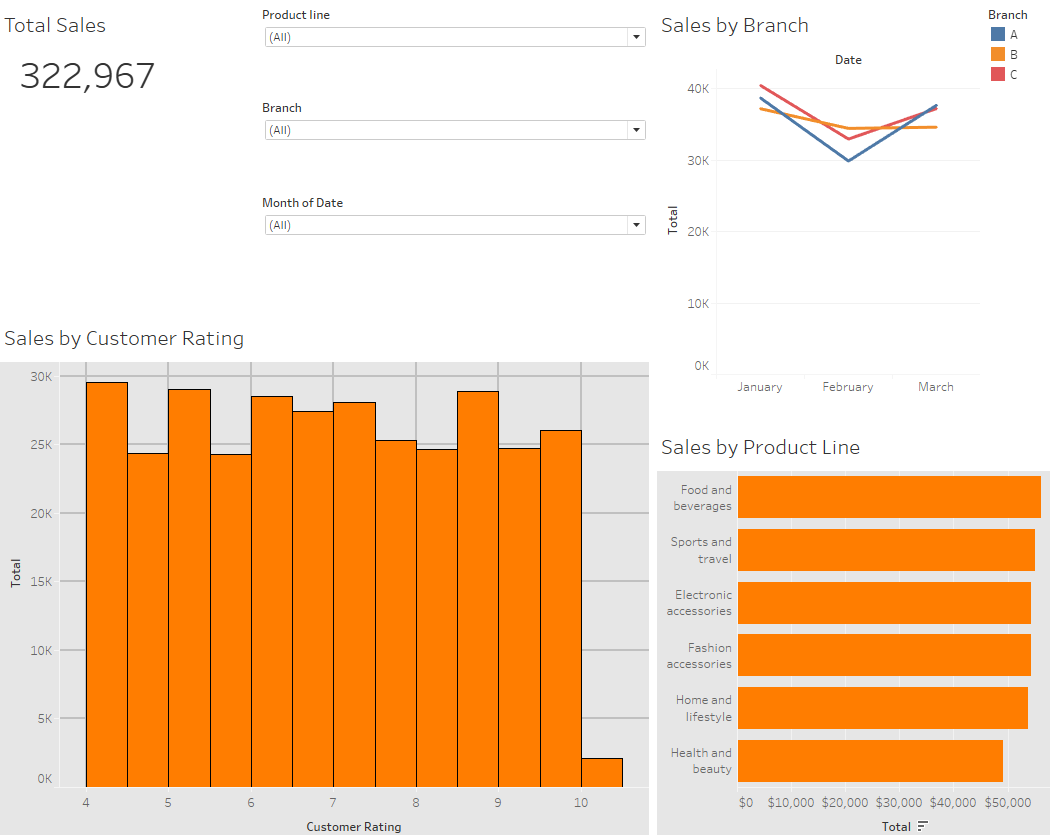 Total Sales
322,967
Product line
(All)
Branch
(All)
Month of Date
(All)
Sales by Branch
Branch
A
B
C
Date
40K
30K
20K
10K
0K
Total
January February March
Sales by Customer Rating
30K
25K
20K
15K
10K
5K
0K
Total
4 5 6 7 8 9 10
Customer Rating
Sales by Product Line
Food and
beverages
Sports and
travel
Electronic
accessories
Fashion
accessories
Home and
lifestyle
Health and
beauty
$0 $10,000 $20,000 $30,000 $40,000 $50,000
Total